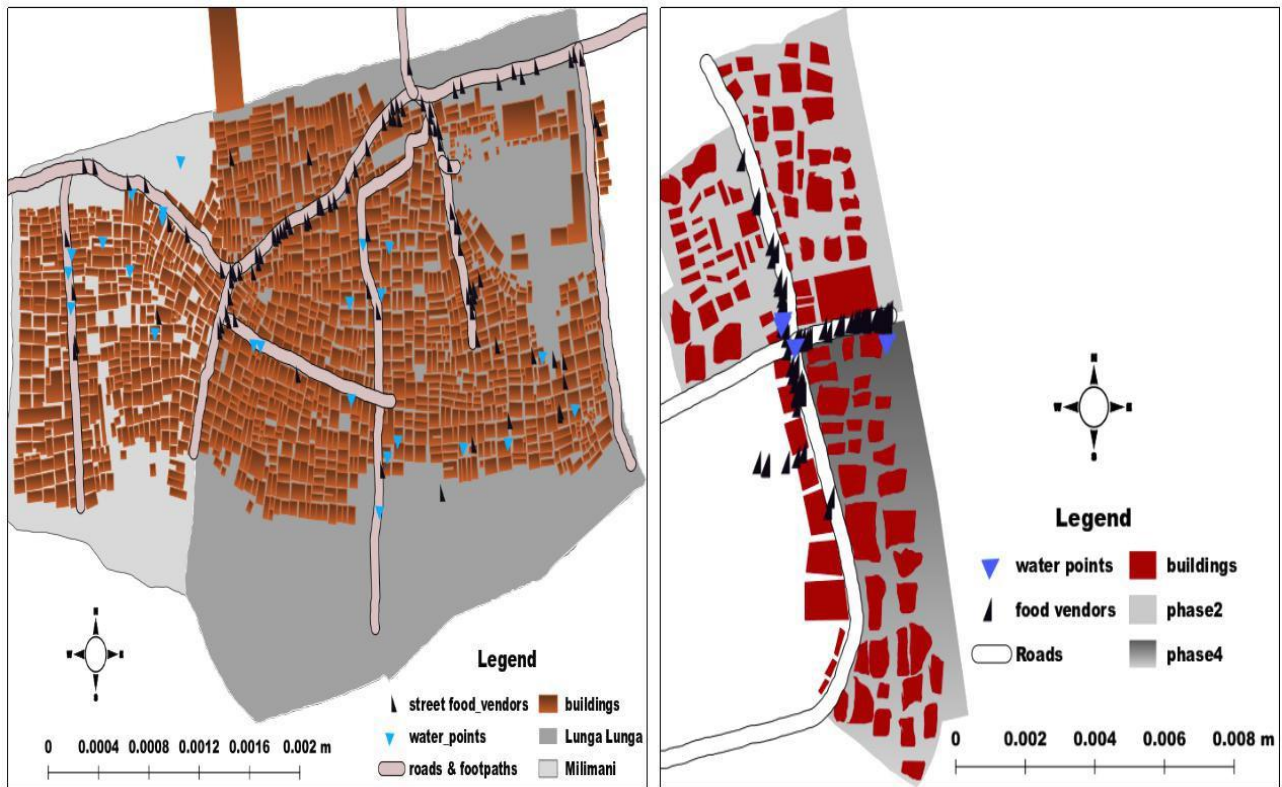 Legend
street food_vendors
buildings
water_points
Lunga Lunga
roads & footpaths
Milimani
0 0.0004 0.0008 0.0012 0.0016 0.002 m
Legend
water points
buildings
food vendors
phase2
Roads
phase4
0 0.002 0.004 0.006 0.008 m